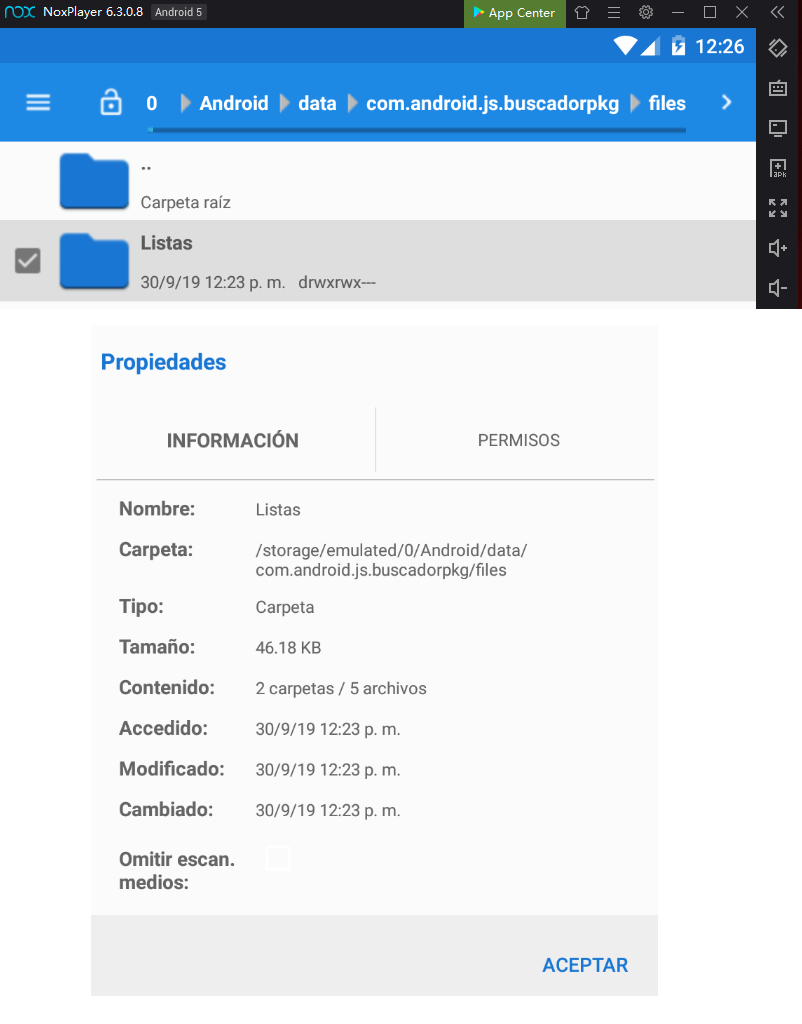 nox NoxPlayer 6.3.0.8 Android 5 App Center
12:26
0 Android data com.android.js.buscadorpkg files
..
Carpeta raíz
Listas
30/9/19 12:23 p. m. drwxrwx---
Propiedades
INFORMACIÓN PERMISOS
Nombre: Listas
Carpeta: /storage/emulated/0/Android/data/
com.android.js.buscadorpkg/files
Tipo: Carpeta
Tamaño: 46.18 KB
Contenido: 2 carpetas / 5 archivos
Accedido: 30/9/19 12:23 p. m.
Modificado: 30/9/19 12:23 p. m.
Cambiado: 30/9/19 12:23 p. m.
Omitir escan.
medios:
ACEPTAR